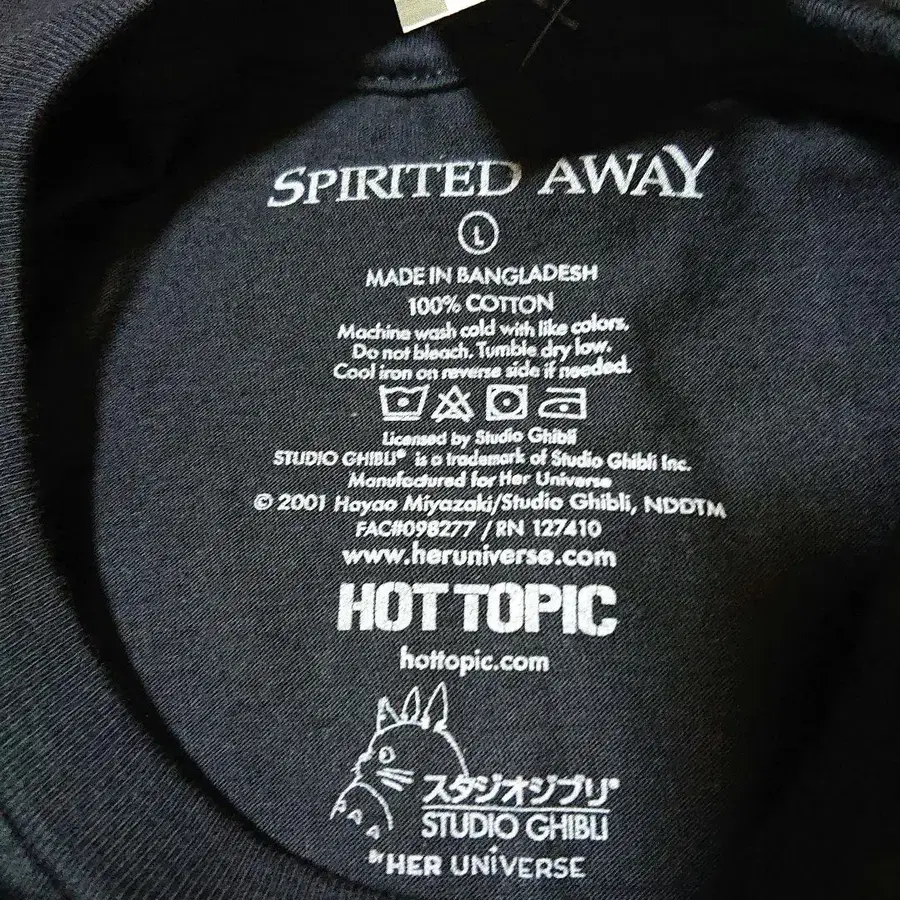 SPIRITED AWAY
L
MADE IN BANGLADESH
100% COTTON
Machine wash cold with like colors.
Do not bleach. Tumble dry low.
Cool iron on reverse side if needed.
Licensed by Studio Ghibli
STUDIO GHIBLI® is a trademark of Studio Ghibli Inc.
Manufactured for Her Universe
© 2001 Hayao Miyazaki/Studio Ghibli, NDDTM
FAC#098277 / RN 127410
www.heruniverse.com
HOT TOPIC
hottopic.com
スタジオジブリ®
STUDIO GHIBLI
by HER UNIVERSE